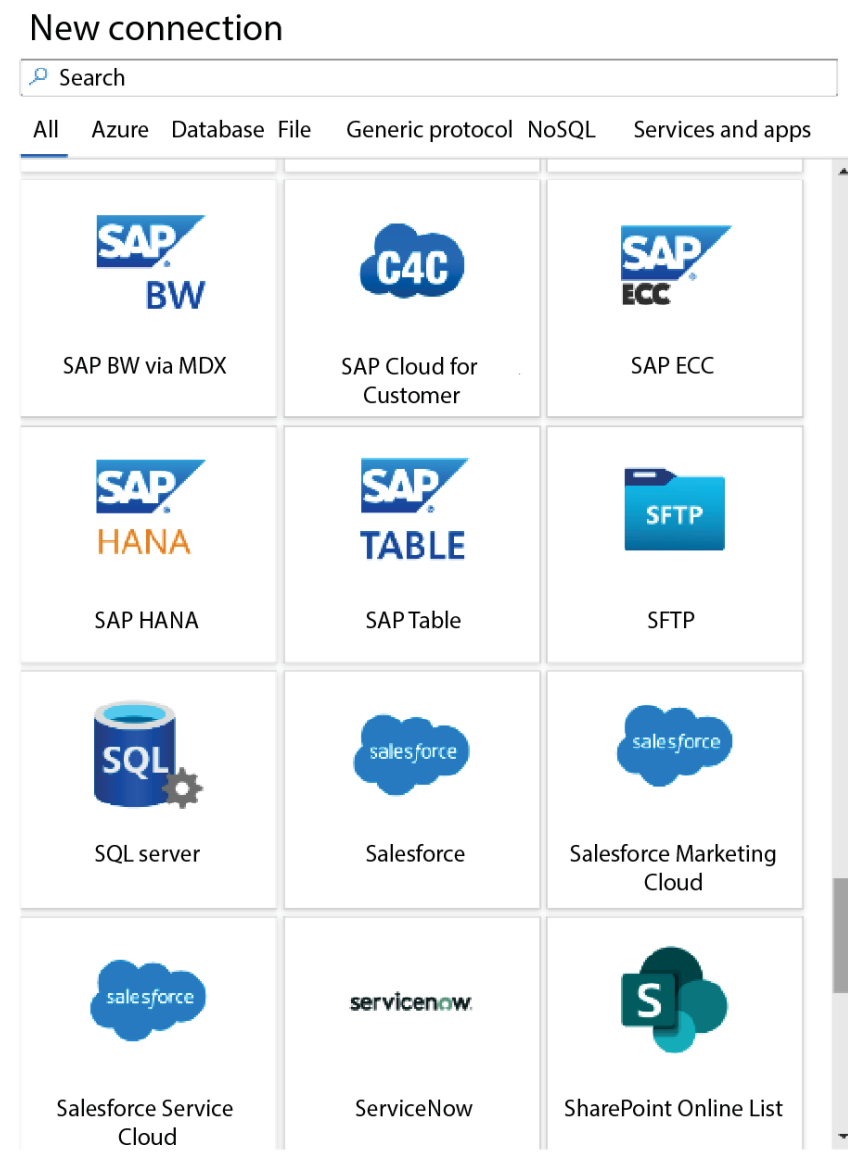 New connection
Search
All Azure Database File Generic protocol NoSQL Services and apps
SAP
BW
SAP BW via MDX
C4C
SAP Cloud for
Customer
SAP
ECC
SAP ECC
SAP
HANA
SAP HANA
SAP
TABLE
SAP Table
SFTP
SFTP
SQL
SQL server
salesforce
Salesforce
salesforce
Salesforce Marketing
Cloud
salesforce
Salesforce Service
Cloud
servicenow.
ServiceNow
S
SharePoint Online List